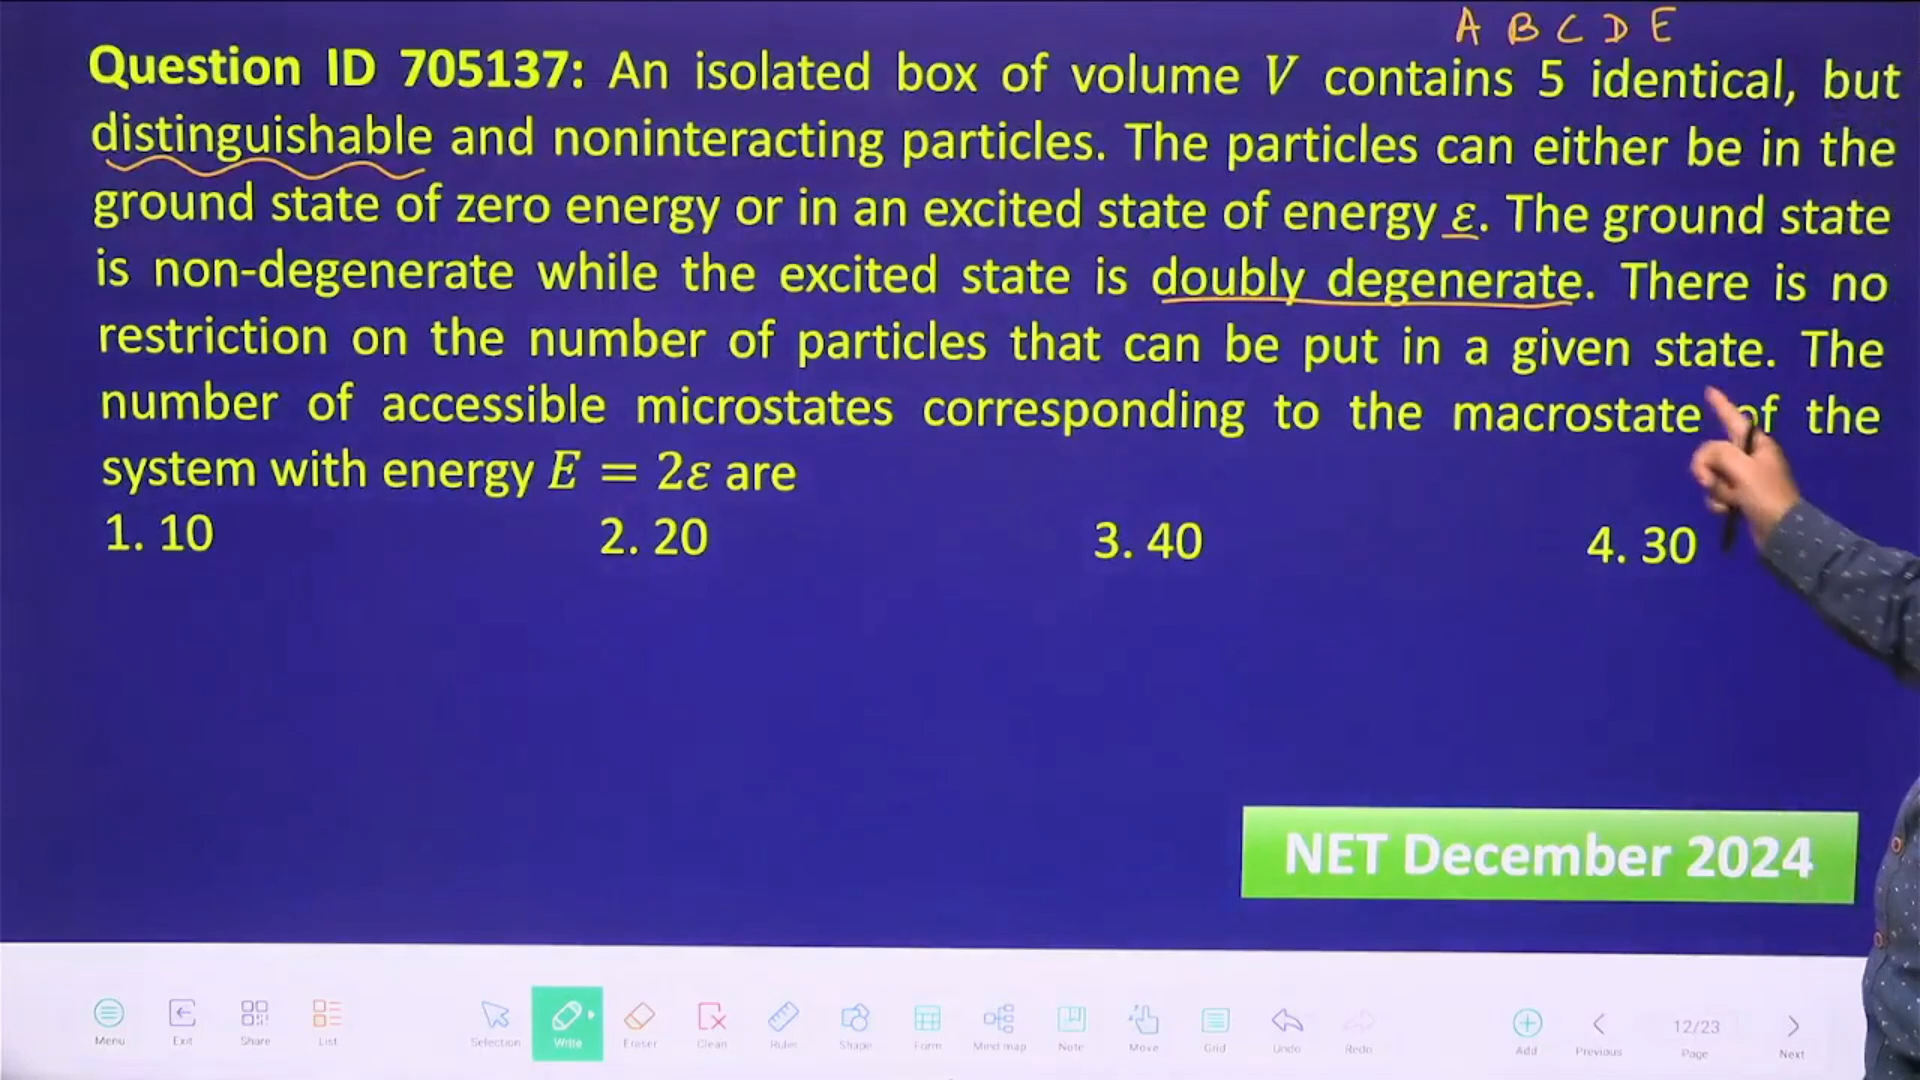 A B C D E
Question ID 705137: An isolated box of volume V contains 5 identical, but
distinguishable and noninteracting particles. The particles can either be in the
ground state of zero energy or in an excited state of energy ε. The ground state
is non-degenerate while the excited state is doubly degenerate. There is no
restriction on the number of particles that can be put in a given state. The
number of accessible microstates corresponding to the macrostate of the
system with energy E = 2ε are
1. 10 2. 20 3. 40 4. 30
NET December 2024
Menu Exit Share List Selection Write Eraser Clean Ruler Shape Form Mind map Note Move Grid Undo Redo Add Previous 12/23 Page Next